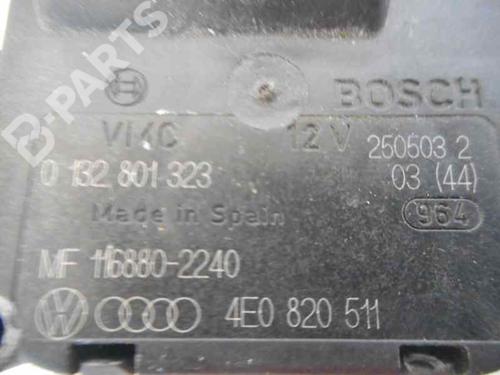 B-PARTS
BOSCH
VKC 12 V
250503 2
0 132 801 323
03 (44)
Made in Spain
964
MF 116880-2240
4E0 820 511